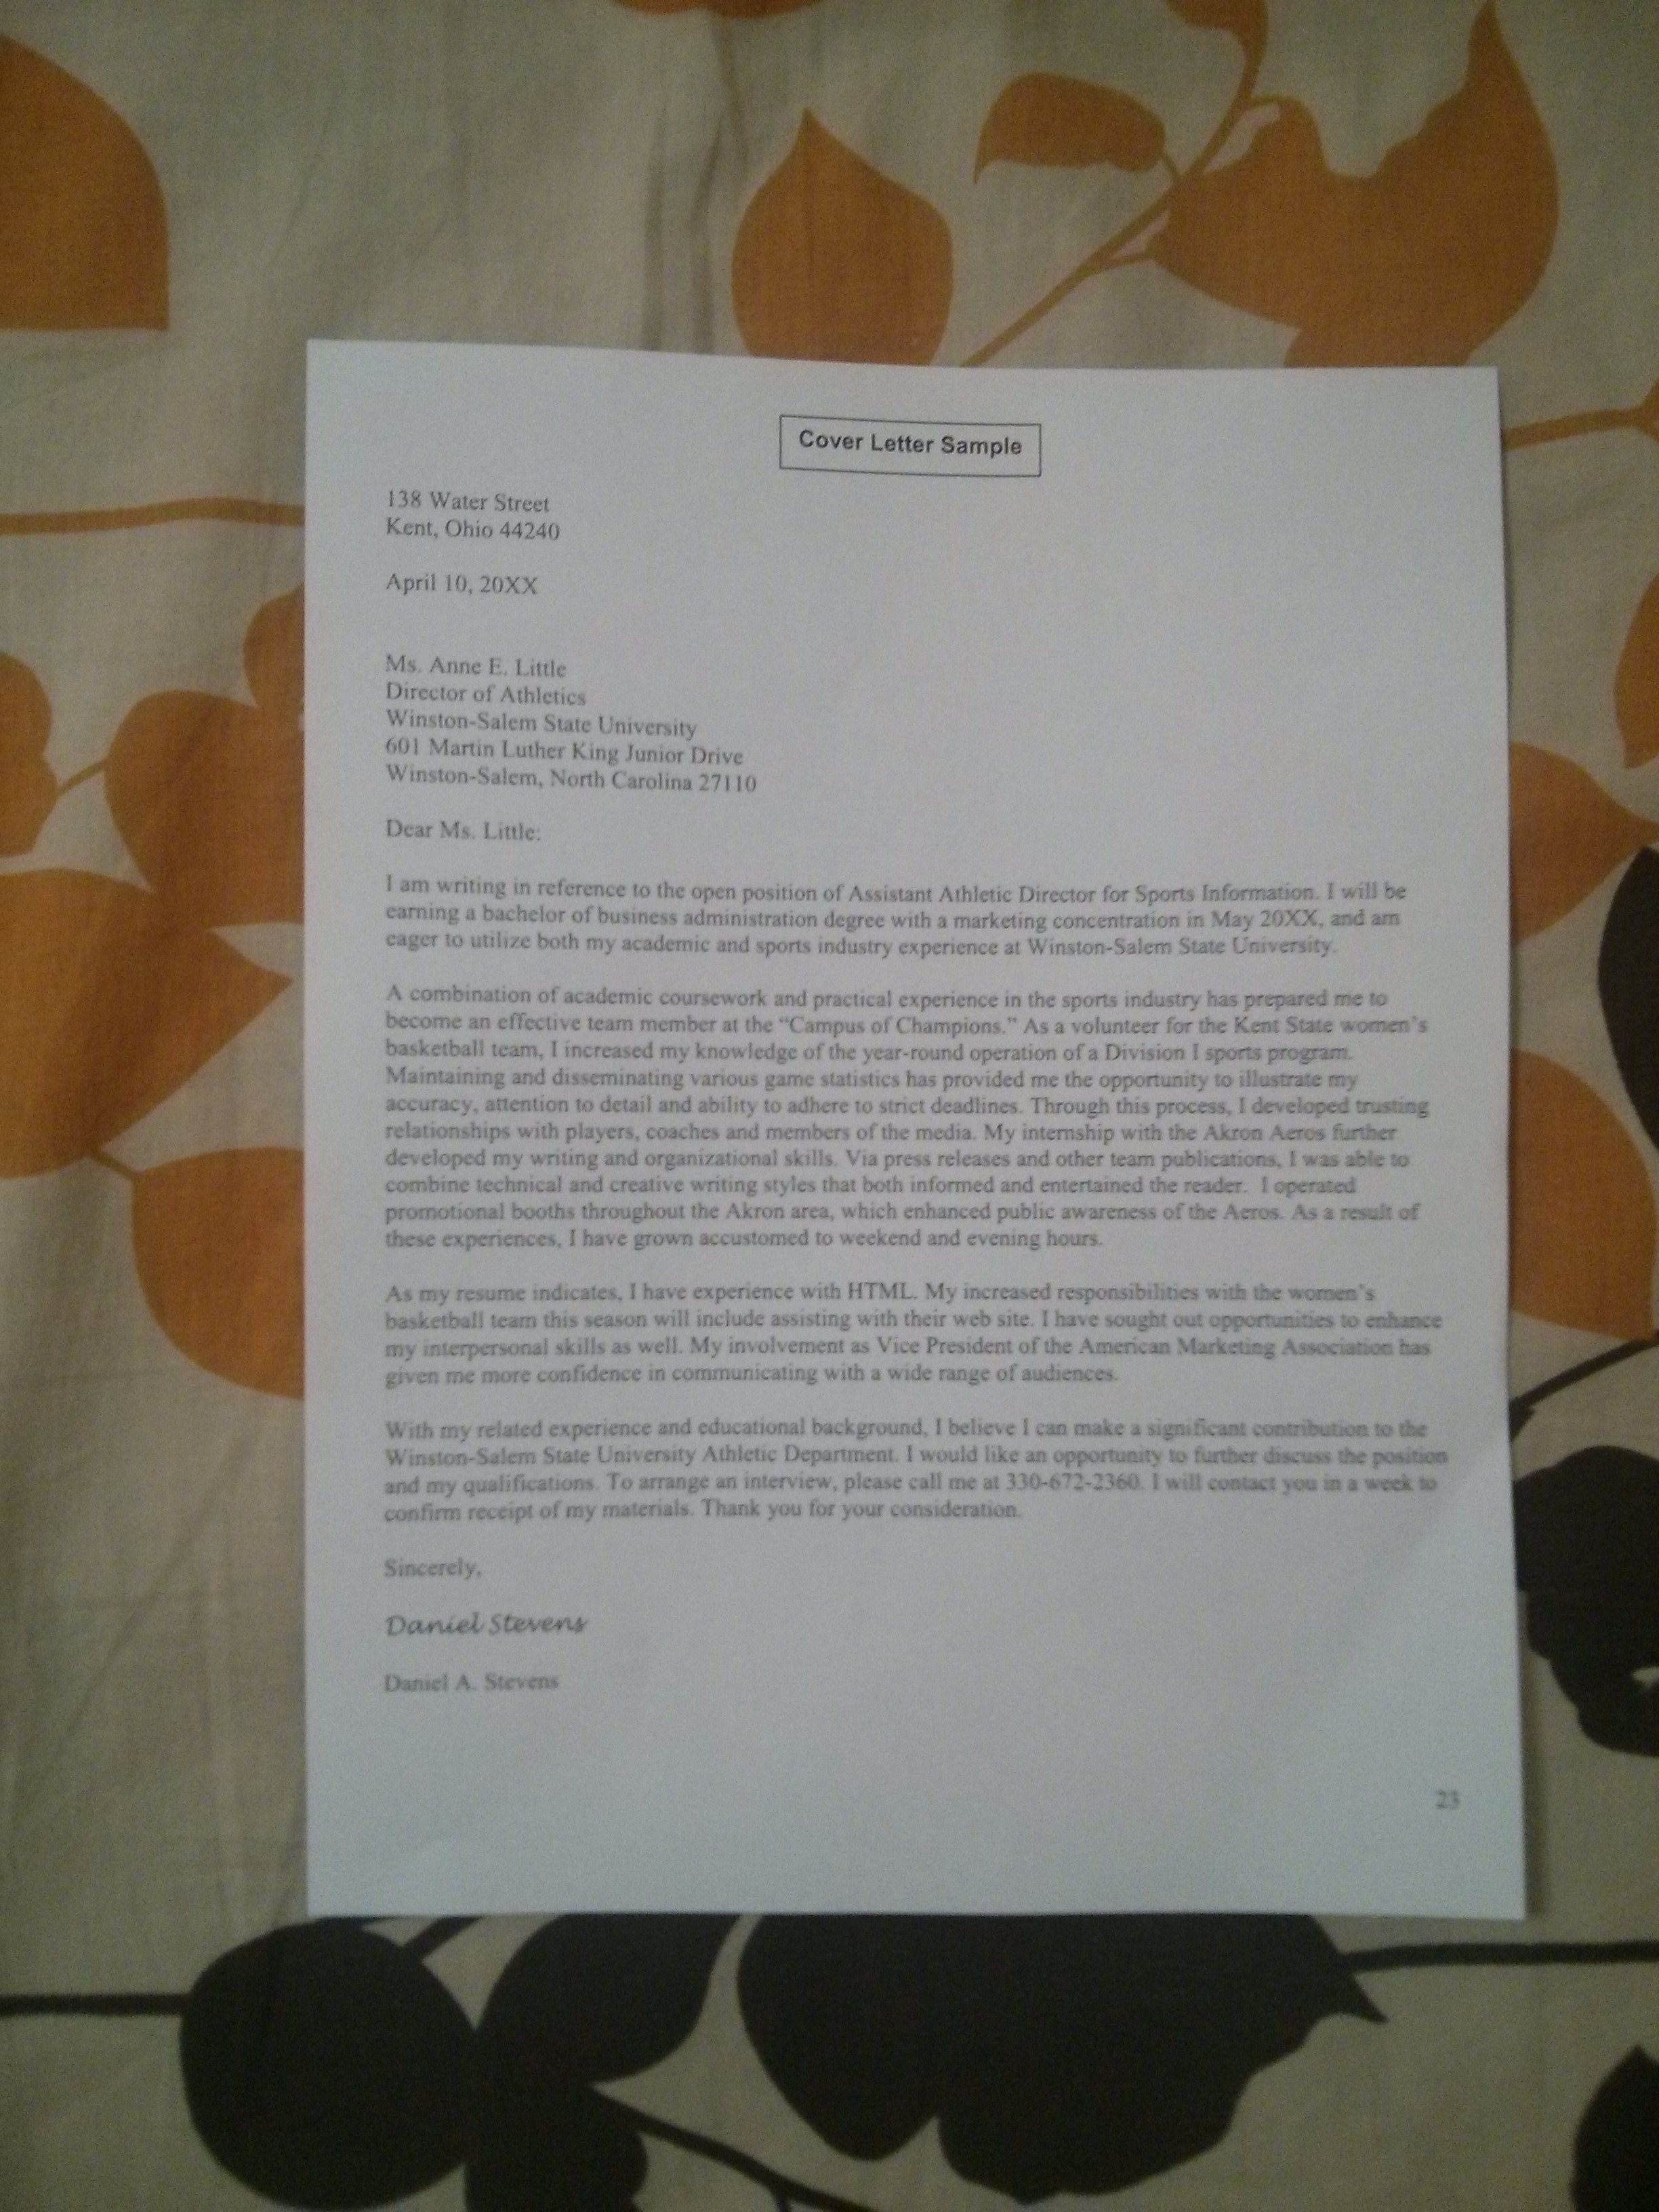 Cover Letter Sample
138 Water Street
Kent, Ohio 44240
April 10, 20XX
Ms. Anne E. Little
Director of Athletics
Winston-Salem State University
601 Martin Luther King Junior Drive
Winston-Salem, North Carolina 27110
Dear Ms. Little:
I am writing in reference to the open position of Assistant Athletic Director for Sports Information. I will be
earning a bachelor of business administration degree with a marketing concentration in May 20XX, and am
eager to utilize both my academic and sports industry experience at Winston-Salem State University.
A combination of academic coursework and practical experience in the sports industry has prepared me to
become an effective team member at the “Campus of Champions.” As a volunteer for the Kent State women’s
basketball team, I increased my knowledge of the year-round operation of a Division I sports program.
Maintaining and disseminating various game statistics has provided me the opportunity to illustrate my
accuracy, attention to detail and ability to adhere to strict deadlines. Through this process, I developed trusting
relationships with players, coaches and members of the media. My internship with the Akron Aeros further
developed my writing and organizational skills. Via press releases and other team publications, I was able to
combine technical and creative writing styles that both informed and entertained the reader.  I operated
promotional booths throughout the Akron area, which enhanced public awareness of the Aeros. As a result of
these experiences, I have grown accustomed to weekend and evening hours.
As my resume indicates, I have experience with HTML. My increased responsibilities with the women’s
basketball team this season will include assisting with their web site. I have sought out opportunities to enhance
my interpersonal skills as well. My involvement as Vice President of the American Marketing Association has
given me more confidence in communicating with a wide range of audiences.
With my related experience and educational background, I believe I can make a significant contribution to the
Winston-Salem State University Athletic Department. I would like an opportunity to further discuss the position
and my qualifications. To arrange an interview, please call me at 330-672-2360. I will contact you in a week to
confirm receipt of my materials. Thank you for your consideration.
Sincerely,
Daniel Stevens
Daniel A. Stevens
23